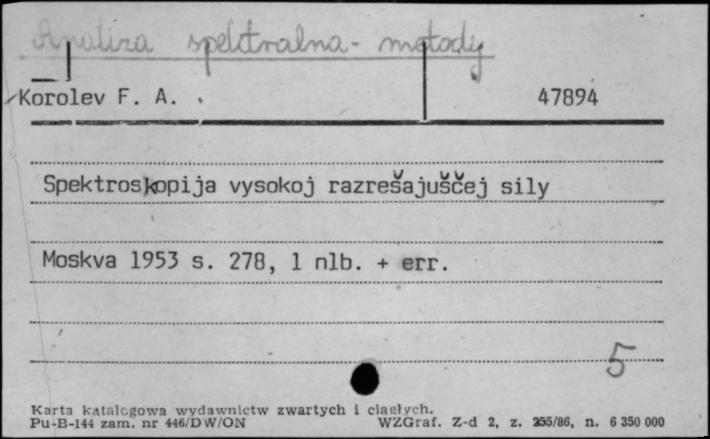 Analiza spektralna - metody
Korolev F. A. 47894
Spektroskopija vysokoj razrešajuščej sily
Moskva 1953 s. 278, 1 nlb. + err.
5
Karta katalogowa wydawnictw zwartych i ciągłych.
Pu-B-144 zam. nr 446/DW/ON WZGraf. Z-d 2, z. 255/86, n. 6 350 000